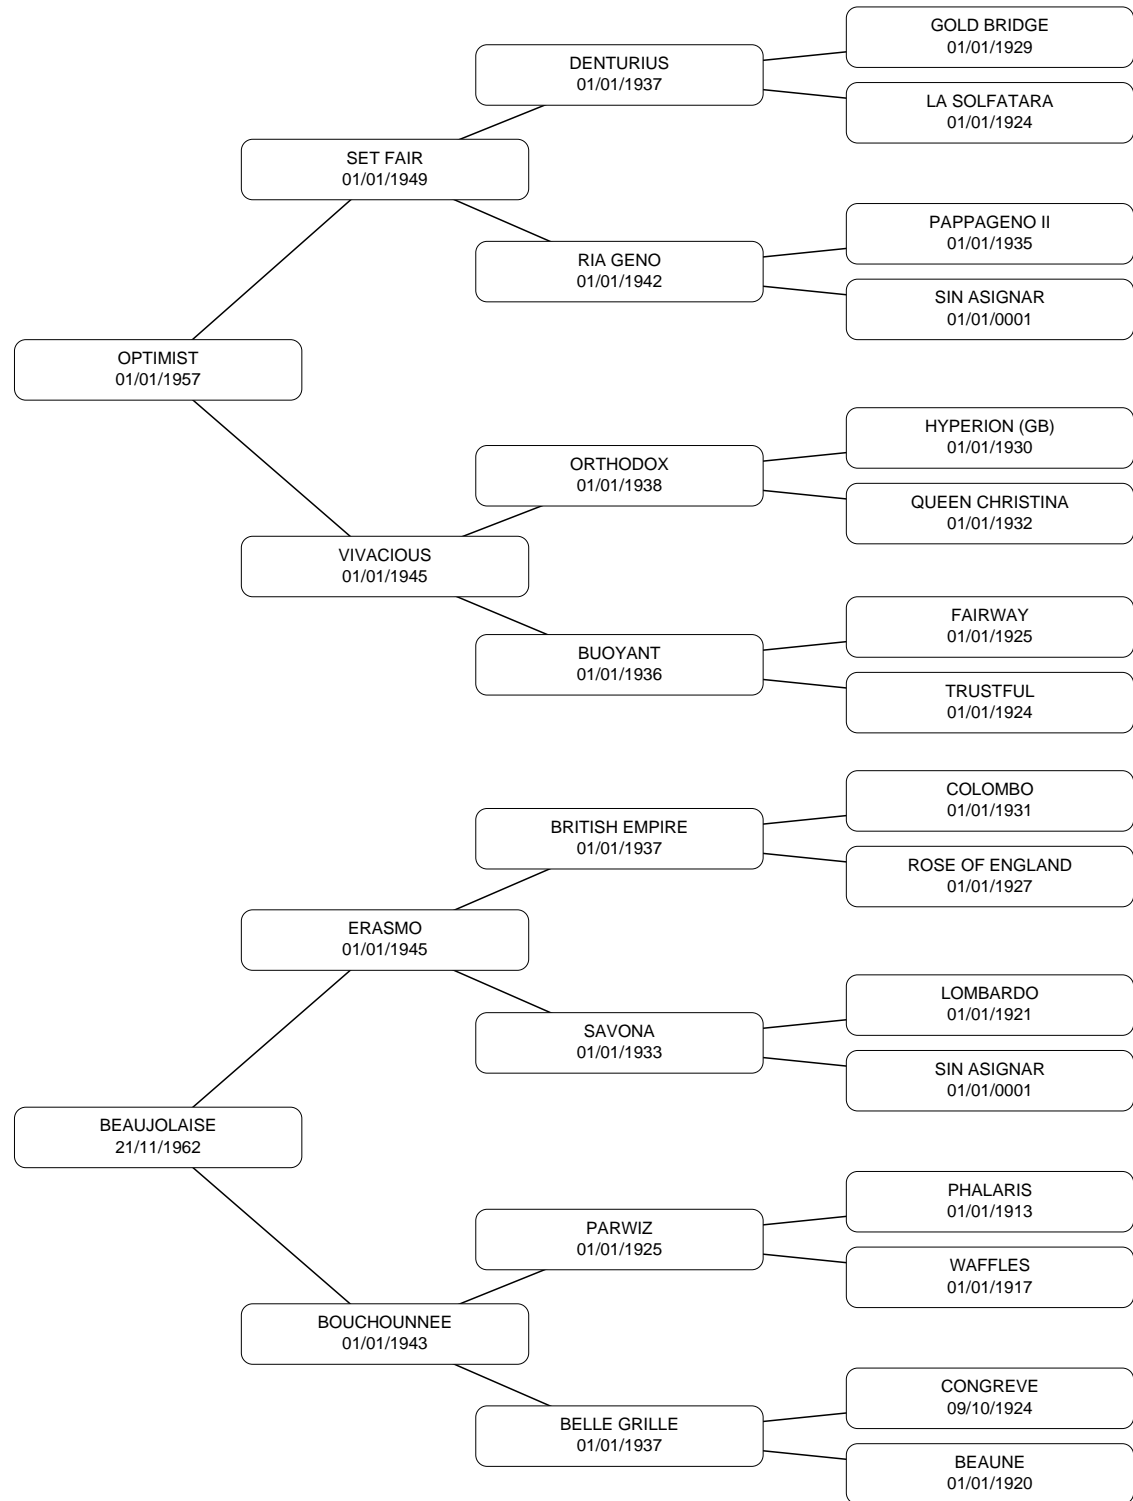 GOLD BRIDGE
01/01/1929
DENTURIUS
01/01/1937
LA SOLFATARA
01/01/1924
SET FAIR
01/01/1949
PAPPAGENO II
01/01/1935
RIA GENO
01/01/1942
SIN ASIGNAR
01/01/0001
OPTIMIST
01/01/1957
HYPERION (GB)
01/01/1930
ORTHODOX
01/01/1938
QUEEN CHRISTINA
01/01/1932
VIVACIOUS
01/01/1945
FAIRWAY
01/01/1925
BUOYANT
01/01/1936
TRUSTFUL
01/01/1924
COLOMBO
01/01/1931
BRITISH EMPIRE
01/01/1937
ROSE OF ENGLAND
01/01/1927
ERASMO
01/01/1945
LOMBARDO
01/01/1921
SAVONA
01/01/1933
SIN ASIGNAR
01/01/0001
BEAUJOLAISE
21/11/1962
PHALARIS
01/01/1913
PARWIZ
01/01/1925
WAFFLES
01/01/1917
BOUCHOUNNEE
01/01/1943
CONGREVE
09/10/1924
BELLE GRILLE
01/01/1937
BEAUNE
01/01/1920